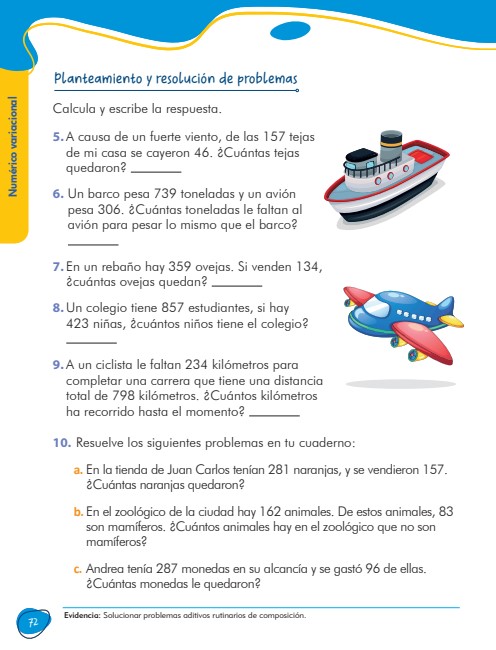 Numérico variacional
Planteamiento y resolución de problemas
Calcula y escribe la respuesta.
5. A causa de un fuerte viento, de las 157 tejas
de mi casa se cayeron 46. ¿Cuántas tejas
quedaron? ________
6. Un barco pesa 739 toneladas y un avión
pesa 306. ¿Cuántas toneladas le faltan al
avión para pesar lo mismo que el barco?
________
7. En un rebaño hay 359 ovejas. Si venden 134,
¿cuántas ovejas quedan? ________
8. Un colegio tiene 857 estudiantes, si hay
423 niñas, ¿cuántos niños tiene el colegio?
________
9. A un ciclista le faltan 234 kilómetros para
completar una carrera que tiene una distancia
total de 798 kilómetros. ¿Cuántos kilómetros
ha recorrido hasta el momento? ________
10. Resuelve los siguientes problemas en tu cuaderno:
a. En la tienda de Juan Carlos tenían 281 naranjas, y se vendieron 157.
¿Cuántas naranjas quedaron?
b. En el zoológico de la ciudad hay 162 animales. De estos animales, 83
son mamíferos. ¿Cuántos animales hay en el zoológico que no son
mamíferos?
c. Andrea tenía 287 monedas en su alcancía y se gastó 96 de ellas.
¿Cuántas monedas le quedaron?
72
Evidencia: Solucionar problemas aditivos rutinarios de composición.